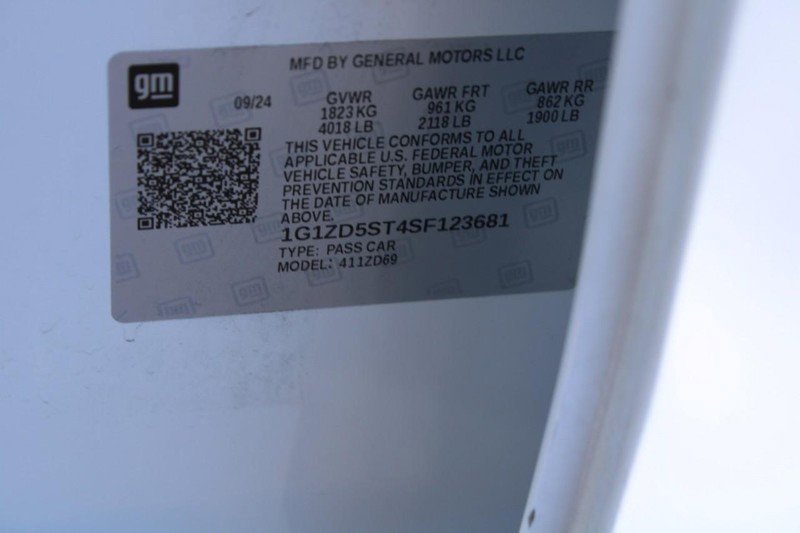 MFD BY GENERAL MOTORS LLC
gm
09/24
GVWR
1823 KG
4018 LB
GAWR FRT
961 KG
2118 LB
GAWR RR
862 KG
1900 LB
THIS VEHICLE CONFORMS TO ALL
APPLICABLE U.S. FEDERAL MOTOR
VEHICLE SAFETY, BUMPER, AND THEFT
PREVENTION STANDARDS IN EFFECT ON
THE DATE OF MANUFACTURE SHOWN
ABOVE.
1G1ZD5ST4SF123681
TYPE: PASS CAR
MODEL: 411ZD69